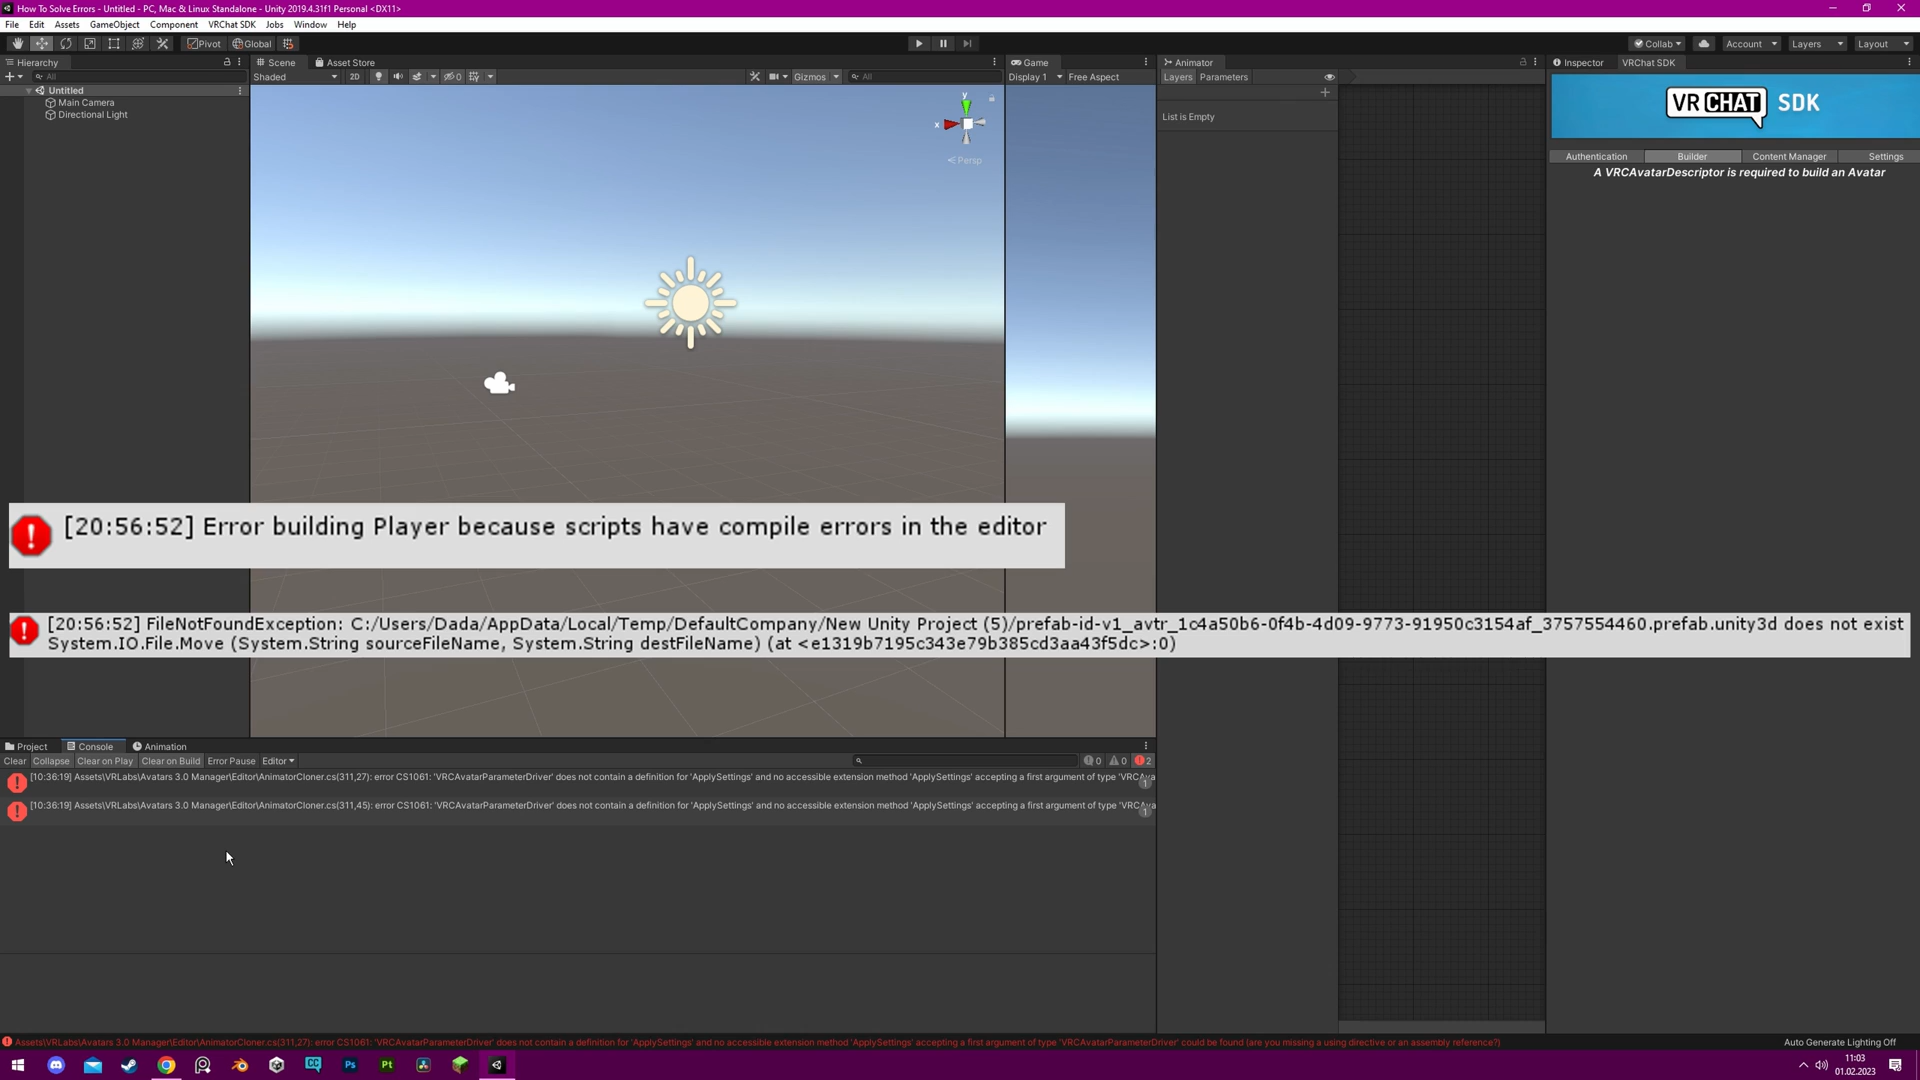 How To Solve Errors - Untitled - PC, Mac & Linux Standalone - Unity 2019.4.31f1 Personal <DX11>
File Edit Assets GameObject Component VRChat SDK Jobs Window Help
Pivot Global Collab Account Layers Layout
Hierarchy Scene Asset Store Game Animator Inspector VRChat SDK
All Shaded 2D 0 Gizmos All Display 1 Free Aspect Layers Parameters
Untitled
Main Camera
Directional Light
y
x
Persp
List is Empty
VRCHAT SDK
Authentication Builder Content Manager Settings
A VRCAvatarDescriptor is required to build an Avatar
[20:56:52] Error building Player because scripts have compile errors in the editor
[20:56:52] FileNotFoundException: C:/Users/Dada/AppData/Local/Temp/DefaultCompany/New Unity Project (5)/prefab-id-v1_avtr_1c4a50b6-0f4b-4d09-9773-91950c3154af_3757554460.prefab.unity3d does not exist
System.IO.File.Move (System.String sourceFileName, System.String destFileName) (at <e1319b7195c343e79b385cd3aa43f5dc>:0)
Project Console Animation
Clear Collapse Clear on Play Clear on Build Error Pause Editor 0 0 2
[10:36:19] Assets\VRLabs\Avatars 3.0 Manager\Editor\AnimatorCloner.cs(311,27): error CS1061: 'VRCAvatarParameterDriver' does not contain a definition for 'ApplySettings' and no accessible extension method 'ApplySettings' accepting a first argument of type 'VRCAva
1
[10:36:19] Assets\VRLabs\Avatars 3.0 Manager\Editor\AnimatorCloner.cs(311,45): error CS1061: 'VRCAvatarParameterDriver' does not contain a definition for 'ApplySettings' and no accessible extension method 'ApplySettings' accepting a first argument of type 'VRCAva
1
Assets\VRLabs\Avatars 3.0 Manager\Editor\AnimatorCloner.cs(311,27): error CS1061: 'VRCAvatarParameterDriver' does not contain a definition for 'ApplySettings' and no accessible extension method 'ApplySettings' accepting a first argument of type 'VRCAvatarParameterDriver' could be found (are you missing a using directive or an assembly reference?)
Auto Generate Lighting Off
CC Ps Pt
11:03
01.02.2023